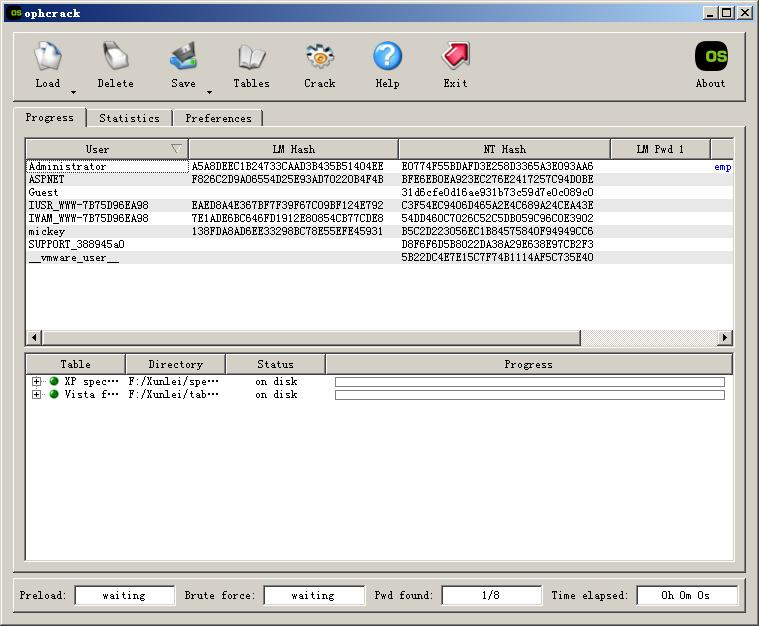 OS ophcrack
Load Delete Save Tables Crack Help Exit OS About
Progress Statistics Preferences
User LM Hash NT Hash LM Pwd 1
Administrator A5A8DEEC1B24733CAAD3B435B51404EE E0774F55BDAFD3E258D3365A3E093AA6 emp
ASPNET F826C2D9A06554D25E93AD70220B4F4B BFE6EB0EA923EC276E2417257C94D0BE
Guest 31d6cfe0d16ae931b73c59d7e0c089c0
IUSR_WWW-7B75D96EA98 EAED8A4E367BF7F39F67C09BF124E792 C3F54EC9406D465A2E4C689A24CEA43E
IWAM_WWW-7B75D96EA98 7E1ADE6BC646FD1912E80854CB77CDE8 54DD460C7026C52C5DB059C96C0E3902
mickey 138FDA8AD6EE33298BC78E55EFE45931 B5C2D223056EC1B84575840F94949CC6
SUPPORT_388945a0 D8F6F6D5B8022DA38A29E638E97CB2F3
__vmware_user__ 5B22DC4E7E15C7F74B1114AF5C735E40
Table Directory Status Progress
XP spec··· F:/Xunlei/spe··· on disk
Vista f··· F:/Xunlei/tab··· on disk
Preload: waiting Brute force: waiting Pwd found: 1/8 Time elapsed: 0h 0m 0s